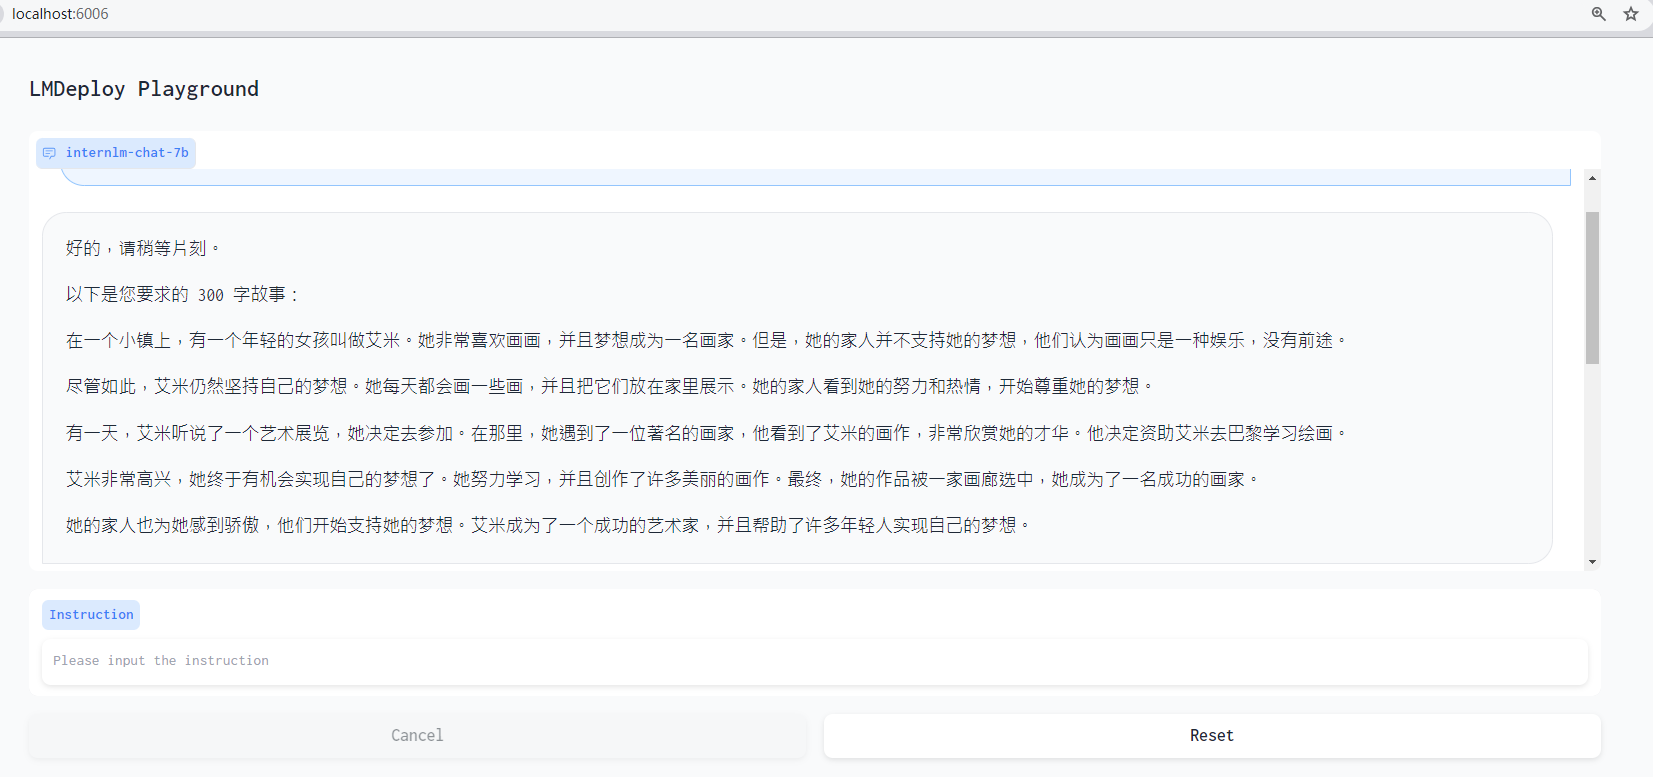 localhost:6006
LMDeploy Playground
internlm-chat-7b
好的，请稍等片刻。
以下是您要求的 300 字故事：
在一个小镇上，有一个年轻的女孩叫做艾米。她非常喜欢画画，并且梦想成为一名画家。但是，她的家人并不支持她的梦想，他们认为画画只是一种娱乐，没有前途。
尽管如此，艾米仍然坚持自己的梦想。她每天都会画一些画，并且把它们放在家里展示。她的家人看到她的努力和热情，开始尊重她的梦想。
有一天，艾米听说了一个艺术展览，她决定去参加。在那里，她遇到了一位著名的画家，他看到了艾米的画作，非常欣赏她的才华。他决定资助艾米去巴黎学习绘画。
艾米非常高兴，她终于有机会实现自己的梦想了。她努力学习，并且创作了许多美丽的画作。最终，她的作品被一家画廊选中，她成为了一名成功的画家。
她的家人也为她感到骄傲，他们开始支持她的梦想。艾米成为了一个成功的艺术家，并且帮助了许多年轻人实现自己的梦想。
Instruction
Please input the instruction
Cancel
Reset